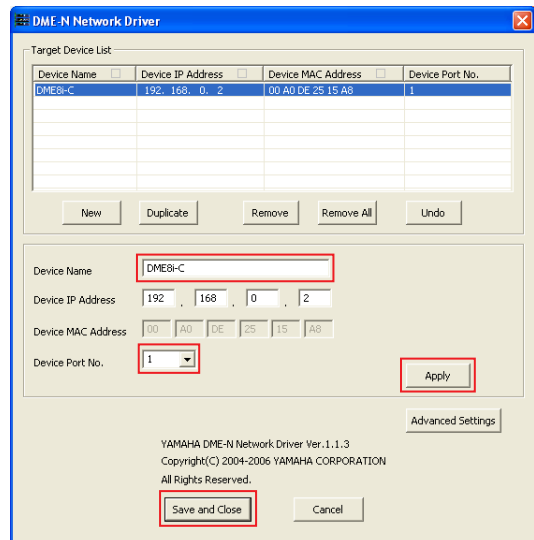 DME-N Network Driver
Target Device List
Device Name Device IP Address Device MAC Address Device Port No.
DME8i-C 192. 168. 0. 2 00 A0 DE 25 15 A8 1
New Duplicate Remove Remove All Undo
Device Name DME8i-C
Device IP Address 192 . 168 . 0 . 2
Device MAC Address 00 A0 DE 25 15 A8
Device Port No. 1
Apply
Advanced Settings
YAMAHA DME-N Network Driver Ver.1.1.3
Copyright(C) 2004-2006 YAMAHA CORPORATION
All Rights Reserved.
Save and Close Cancel